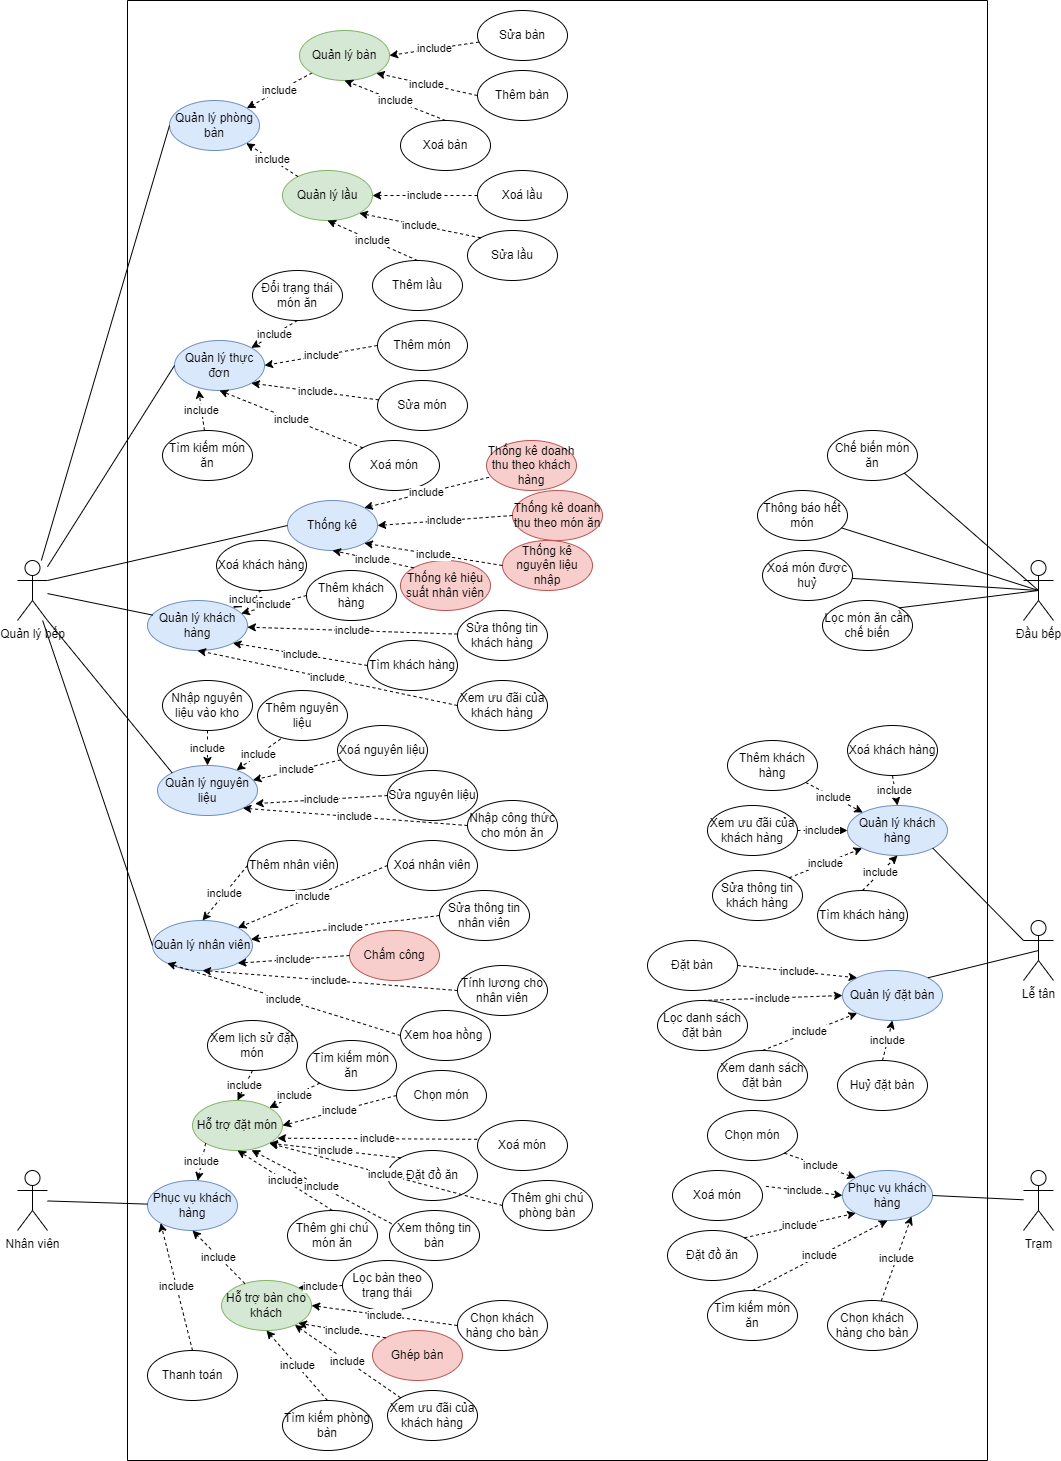 Sửa bàn
include
Quản lý bàn
include
Thêm bàn
include
include
Quản lý phòng
bàn
Xoá bàn
include
Quản lý lầu
include
Xoá lầu
include
include
Sửa lầu
Thêm lầu
Đổi trạng thái
món ăn
include
Thêm món
include
Quản lý thực
đơn
include
Sửa món
include
include
Tìm kiếm món
ăn
Xoá món
Thống kê doanh
thu theo khách
hàng
include
Thống kê
include
Thống kê doanh
thu theo món ăn
include
include
Thống kê
nguyên liệu
nhập
Thống kê hiệu
suất nhân viên
Xoá khách hàng
include
include
Thêm khách
hàng
Quản lý khách
hàng
include
Sửa thông tin
khách hàng
include
Tìm khách hàng
include
Xem ưu đãi của
khách hàng
Quản lý bếp
Nhập nguyên
liệu vào kho
Thêm nguyên
liệu
include
include
Xoá nguyên liệu
include
Quản lý nguyên
liệu
include
Sửa nguyên liệu
include
Nhập công thức
cho món ăn
Thêm nhân viên
include
Xoá nhân viên
include
Sửa thông tin
nhân viên
include
Quản lý nhân viên
include
Chấm công
include
Tính lương cho
nhân viên
include
Xem hoa hồng
Xem lịch sử đặt
món
Tìm kiếm món
ăn
include
include
Chọn món
include
Hỗ trợ đặt món
include
Xoá món
include
include
Đặt đồ ăn
include
include
include
Thêm ghi chú
phòng bàn
Phục vụ khách
hàng
Thêm ghi chú
món ăn
Xem thông tin
bàn
Nhân viên
include
include
Lọc bàn theo
trạng thái
include
Hỗ trợ bàn cho
khách
include
Chọn khách
hàng cho bàn
include
Ghép bàn
include
include
Thanh toán
Xem ưu đãi của
khách hàng
Tìm kiếm phòng
bàn
Chế biến món
ăn
Thông báo hết
món
Xoá món được
huỷ
Lọc món ăn cần
chế biến
Đầu bếp
Thêm khách
hàng
Xoá khách hàng
include
include
Xem ưu đãi của
khách hàng
include
Quản lý khách
hàng
include
include
Sửa thông tin
khách hàng
Tìm khách hàng
Lễ tân
Đặt bàn
include
Quản lý đặt bàn
include
Lọc danh sách
đặt bàn
include
include
Xem danh sách
đặt bàn
Huỷ đặt bàn
Chọn món
include
Xoá món
include
Phục vụ khách
hàng
include
Đặt đồ ăn
include
include
Tìm kiếm món
ăn
Chọn khách
hàng cho bàn
Trạm